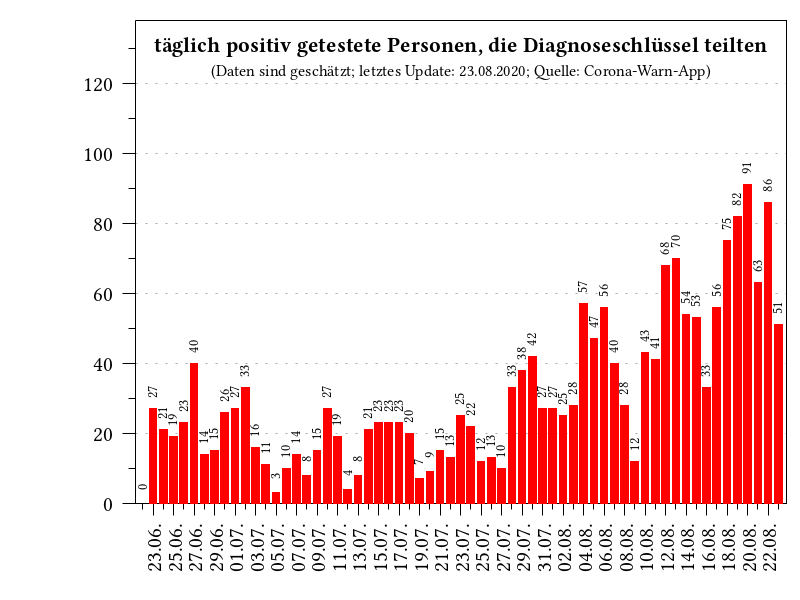 täglich positiv getestete Personen, die Diagnoseschlüssel teilten
(Daten sind geschätzt; letztes Update: 23.08.2020; Quelle: Corona-Warn-App)
120
100
80
60
40
20
0
0 27 21 19 23 40 14 15 26 27 33 16 11 3 10 14 8 15 27 19 4 8 21 23 23 23 20 7 9 15 13 25 22 12 13 10 33 38 42 27 27 25 28 57 47 56 40 28 12 43 41 68 70 54 53 33 56 75 82 91 63 86 51
23.06. 25.06. 27.06. 29.06. 01.07. 03.07. 05.07. 07.07. 09.07. 11.07. 13.07. 15.07. 17.07. 19.07. 21.07. 23.07. 25.07. 27.07. 29.07. 31.07. 02.08. 04.08. 06.08. 08.08. 10.08. 12.08. 14.08. 16.08. 18.08. 20.08. 22.08.